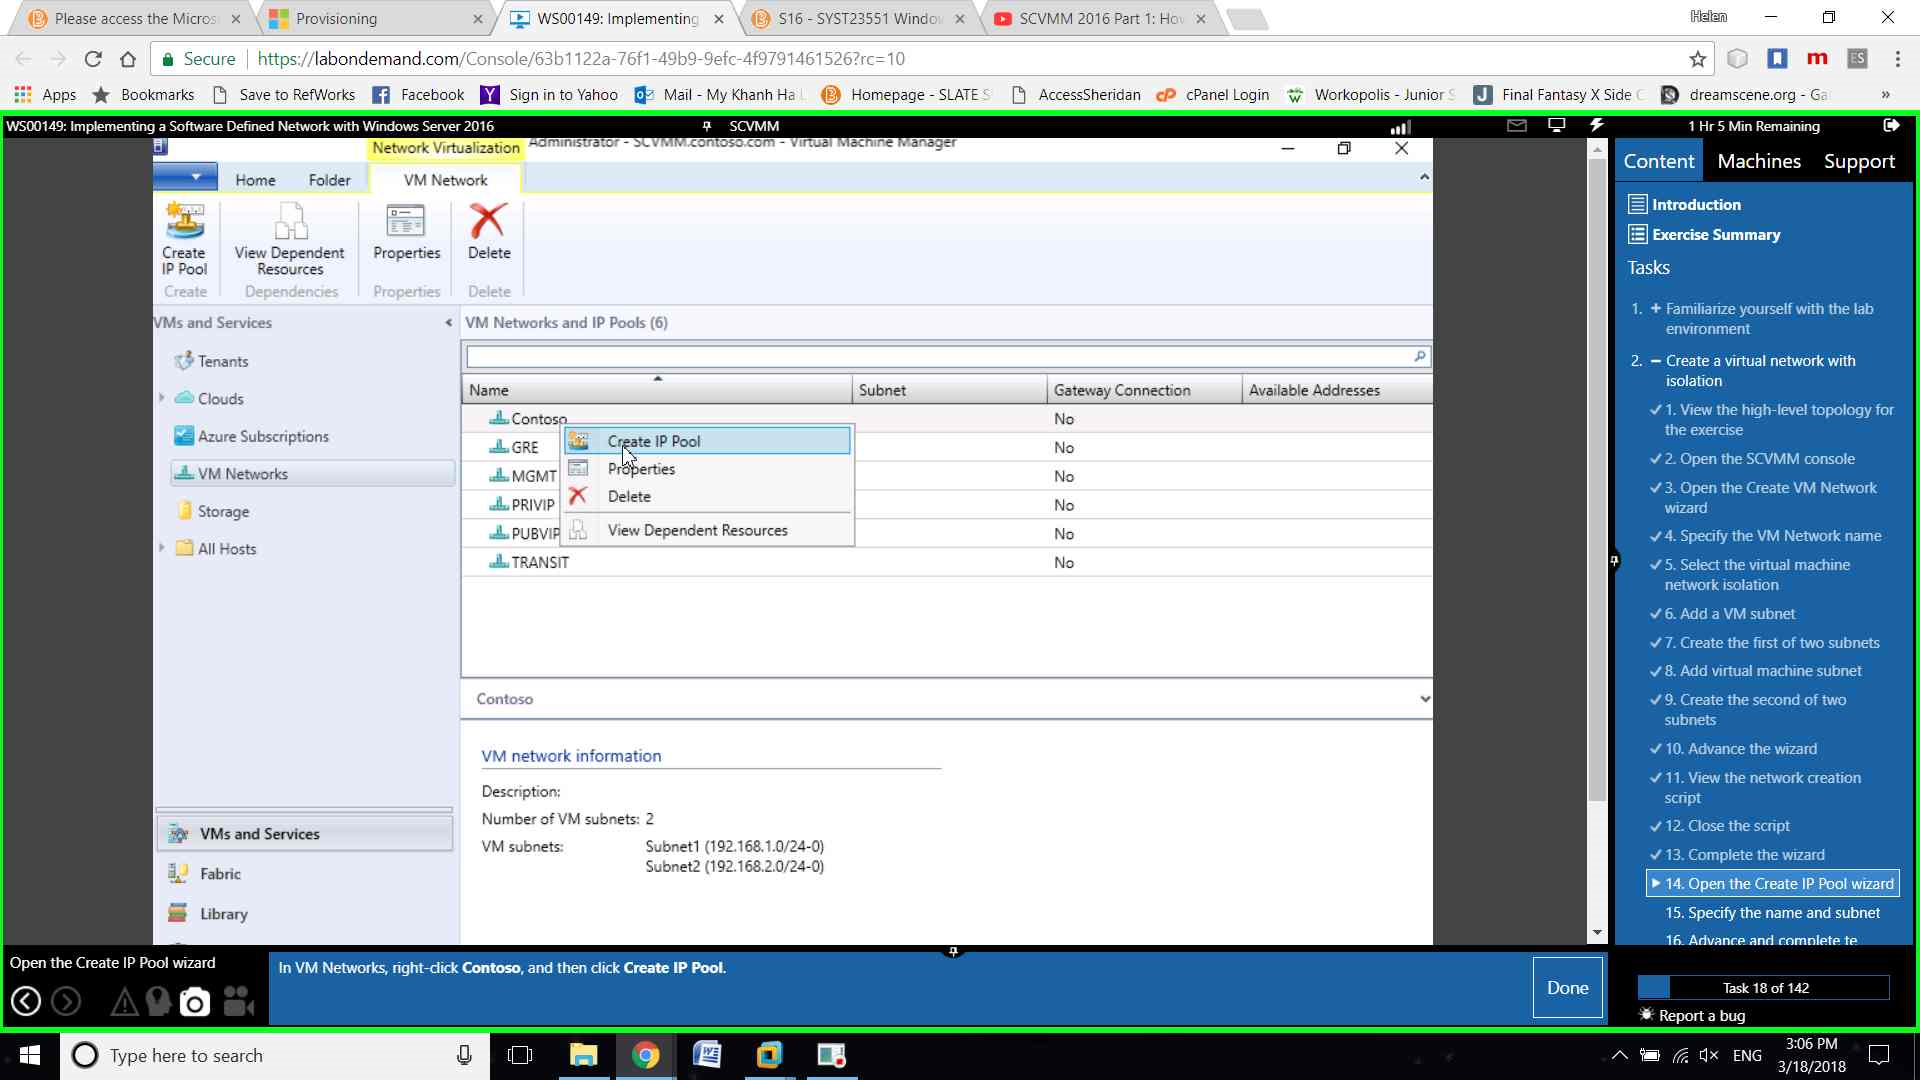 Please access the Micros
Provisioning
WS00149: Implementing
S16 - SYST23551 Window
SCVMM 2016 Part 1: How
Helen
Secure
https://labondemand.com/Console/63b1122a-76f1-49b9-9efc-4f9791461526?rc=10
Apps
Bookmarks
Save to RefWorks
Facebook
Sign in to Yahoo
Mail - My Khanh Ha L
Homepage - SLATE S
AccessSheridan
cPanel Login
Workopolis - Junior S
Final Fantasy X Side C
dreamscene.org - Ga
»
WS00149: Implementing a Software Defined Network with Windows Server 2016
SCVMM
1 Hr 5 Min Remaining
Network Virtualization
Administrator - SCVMM.contoso.com - Virtual Machine Manager
Home
Folder
VM Network
Create IP Pool
View Dependent Resources
Properties
Delete
Create
Dependencies
Properties
Delete
VMs and Services
Tenants
Clouds
Azure Subscriptions
VM Networks
Storage
All Hosts
VMs and Services
Fabric
Library
VM Networks and IP Pools (6)
Name
Subnet
Gateway Connection
Available Addresses
Contoso
No
GRE
No
MGMT
No
PRIVIP
No
PUBVIP
No
TRANSIT
No
Create IP Pool
Properties
Delete
View Dependent Resources
Contoso
VM network information
Description:
Number of VM subnets: 2
VM subnets:
Subnet1 (192.168.1.0/24-0)
Subnet2 (192.168.2.0/24-0)
Content
Machines
Support
Introduction
Exercise Summary
Tasks
1. + Familiarize yourself with the lab
environment
2. − Create a virtual network with
isolation
✓ 1. View the high-level topology for
the exercise
✓ 2. Open the SCVMM console
✓ 3. Open the Create VM Network
wizard
✓ 4. Specify the VM Network name
✓ 5. Select the virtual machine
network isolation
✓ 6. Add a VM subnet
✓ 7. Create the first of two subnets
✓ 8. Add virtual machine subnet
✓ 9. Create the second of two
subnets
✓ 10. Advance the wizard
✓ 11. View the network creation
script
✓ 12. Close the script
✓ 13. Complete the wizard
14. Open the Create IP Pool wizard
15. Specify the name and subnet
16. Advance and complete te
Open the Create IP Pool wizard
In VM Networks, right-click Contoso, and then click Create IP Pool.
Done
Task 18 of 142
Report a bug
Type here to search
ENG
3:06 PM
3/18/2018